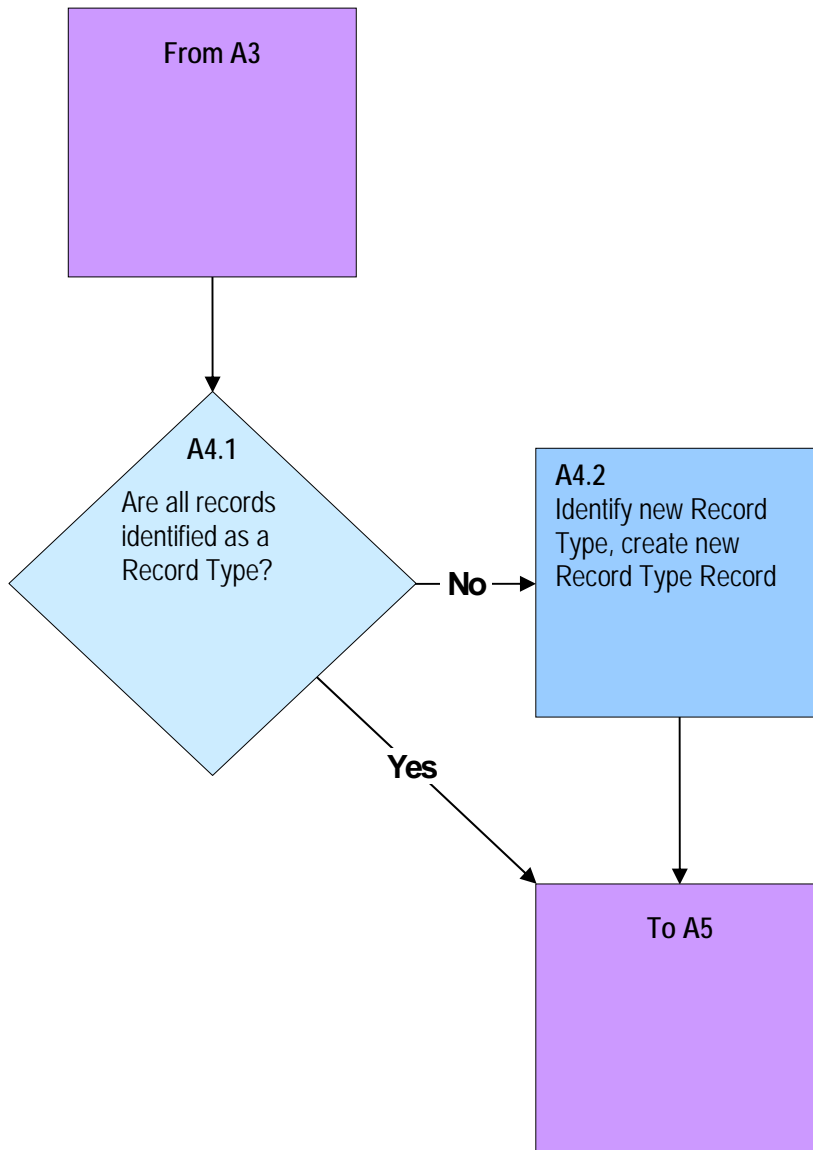 From A3
A4.1
Are all records
identified as a
Record Type?
No
A4.2
Identify new Record
Type, create new
Record Type Record
Yes
To A5